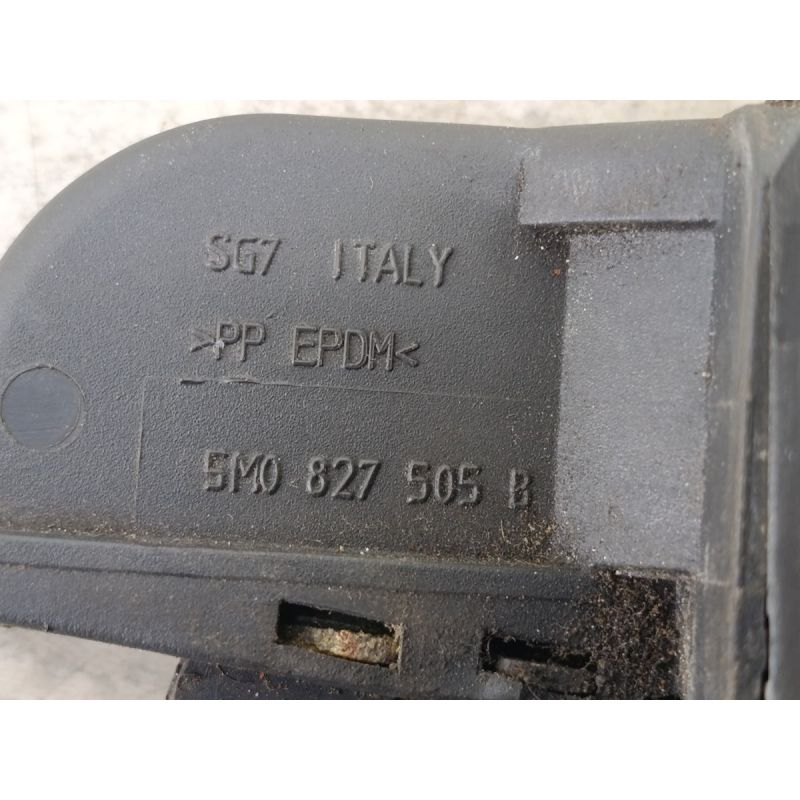 SG7 ITALY
>PP EPDM<
5M0 827 505 B